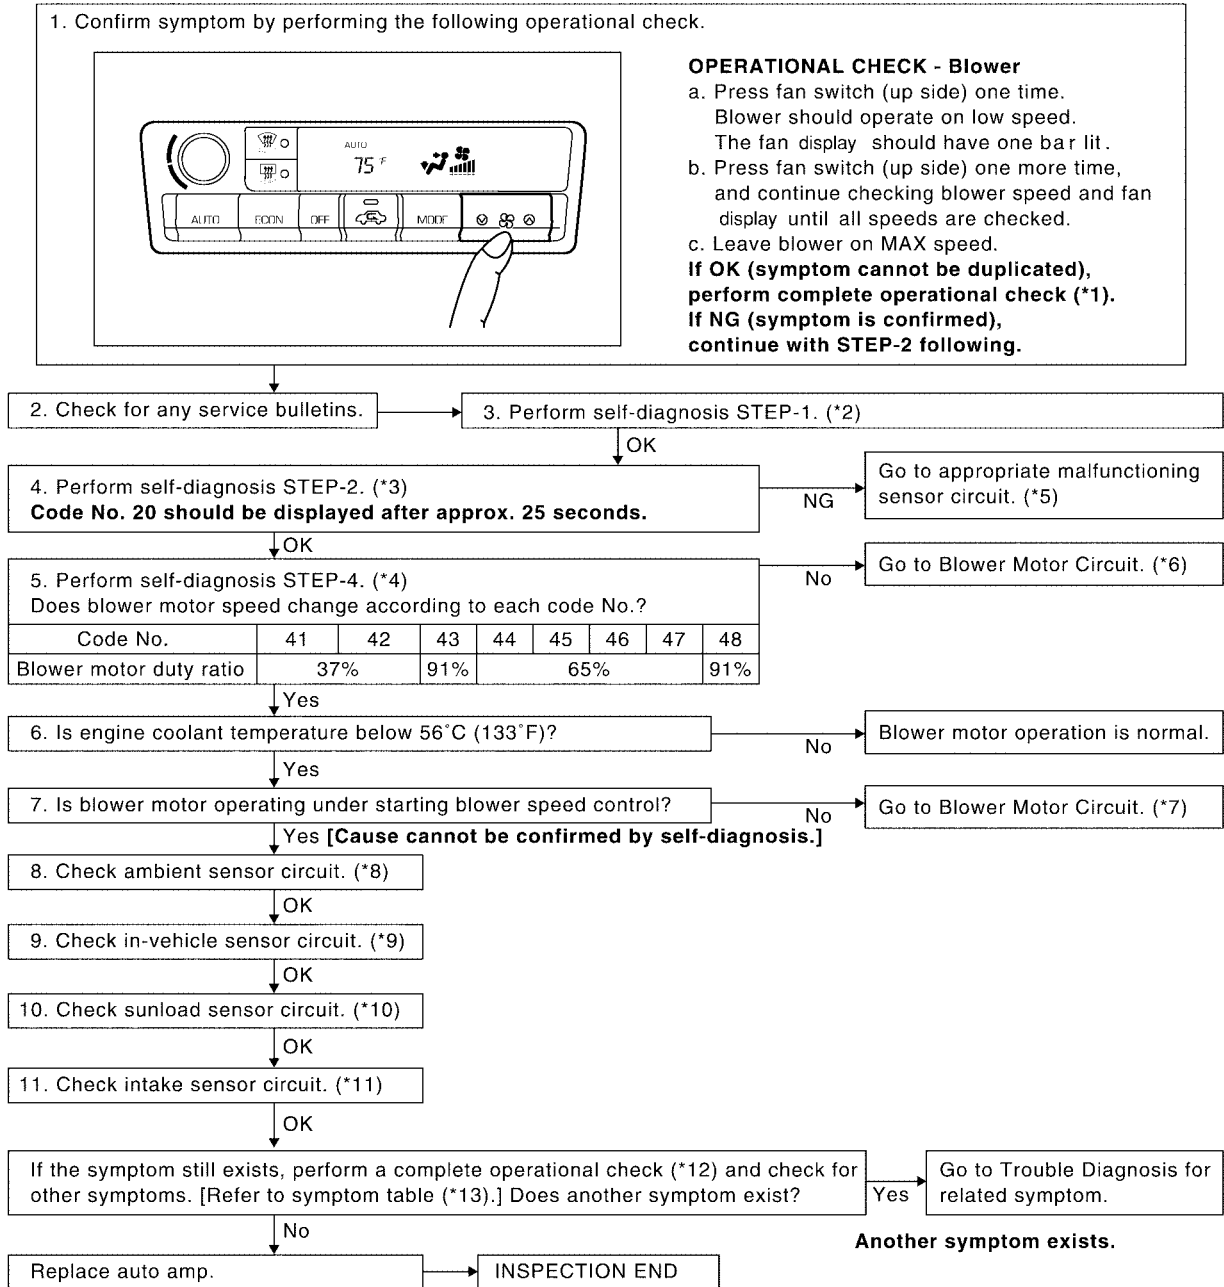 1. Confirm symptom by performing the following operational check.
AUTO
75 °F
AUTO
ECON
OFF
MODE
OPERATIONAL CHECK - Blower
a. Press fan switch (up side) one time.
Blower should operate on low speed.
The fan display should have one bar lit.
b. Press fan switch (up side) one more time,
and continue checking blower speed and fan
display until all speeds are checked.
c. Leave blower on MAX speed.
If OK (symptom cannot be duplicated),
perform complete operational check (*1).
If NG (symptom is confirmed),
continue with STEP-2 following.
2. Check for any service bulletins.
3. Perform self-diagnosis STEP-1. (*2)
OK
4. Perform self-diagnosis STEP-2. (*3)
Code No. 20 should be displayed after approx. 25 seconds.
NG
Go to appropriate malfunctioning
sensor circuit. (*5)
OK
5. Perform self-diagnosis STEP-4. (*4)
Does blower motor speed change according to each code No.?
Code No. 41 42 43 44 45 46 47 48
Blower motor duty ratio 37% 91% 65% 91%
No
Go to Blower Motor Circuit. (*6)
Yes
6. Is engine coolant temperature below 56°C (133°F)?
No
Blower motor operation is normal.
Yes
7. Is blower motor operating under starting blower speed control?
No
Go to Blower Motor Circuit. (*7)
Yes [Cause cannot be confirmed by self-diagnosis.]
8. Check ambient sensor circuit. (*8)
OK
9. Check in-vehicle sensor circuit. (*9)
OK
10. Check sunload sensor circuit. (*10)
OK
11. Check intake sensor circuit. (*11)
OK
If the symptom still exists, perform a complete operational check (*12) and check for
other symptoms. [Refer to symptom table (*13).] Does another symptom exist?
Yes
Go to Trouble Diagnosis for
related symptom.
Another symptom exists.
No
Replace auto amp.
INSPECTION END